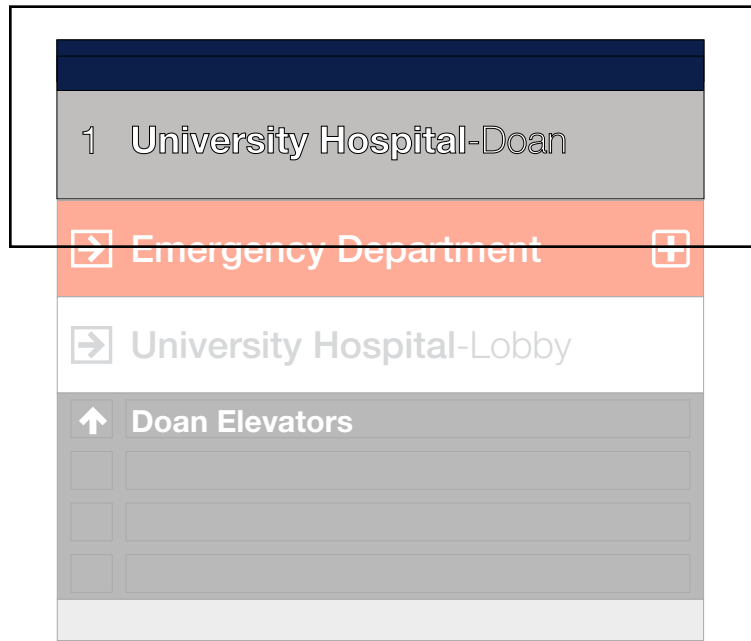 1 University Hospital-Doan
Emergency Department
University Hospital-Lobby
Doan Elevators